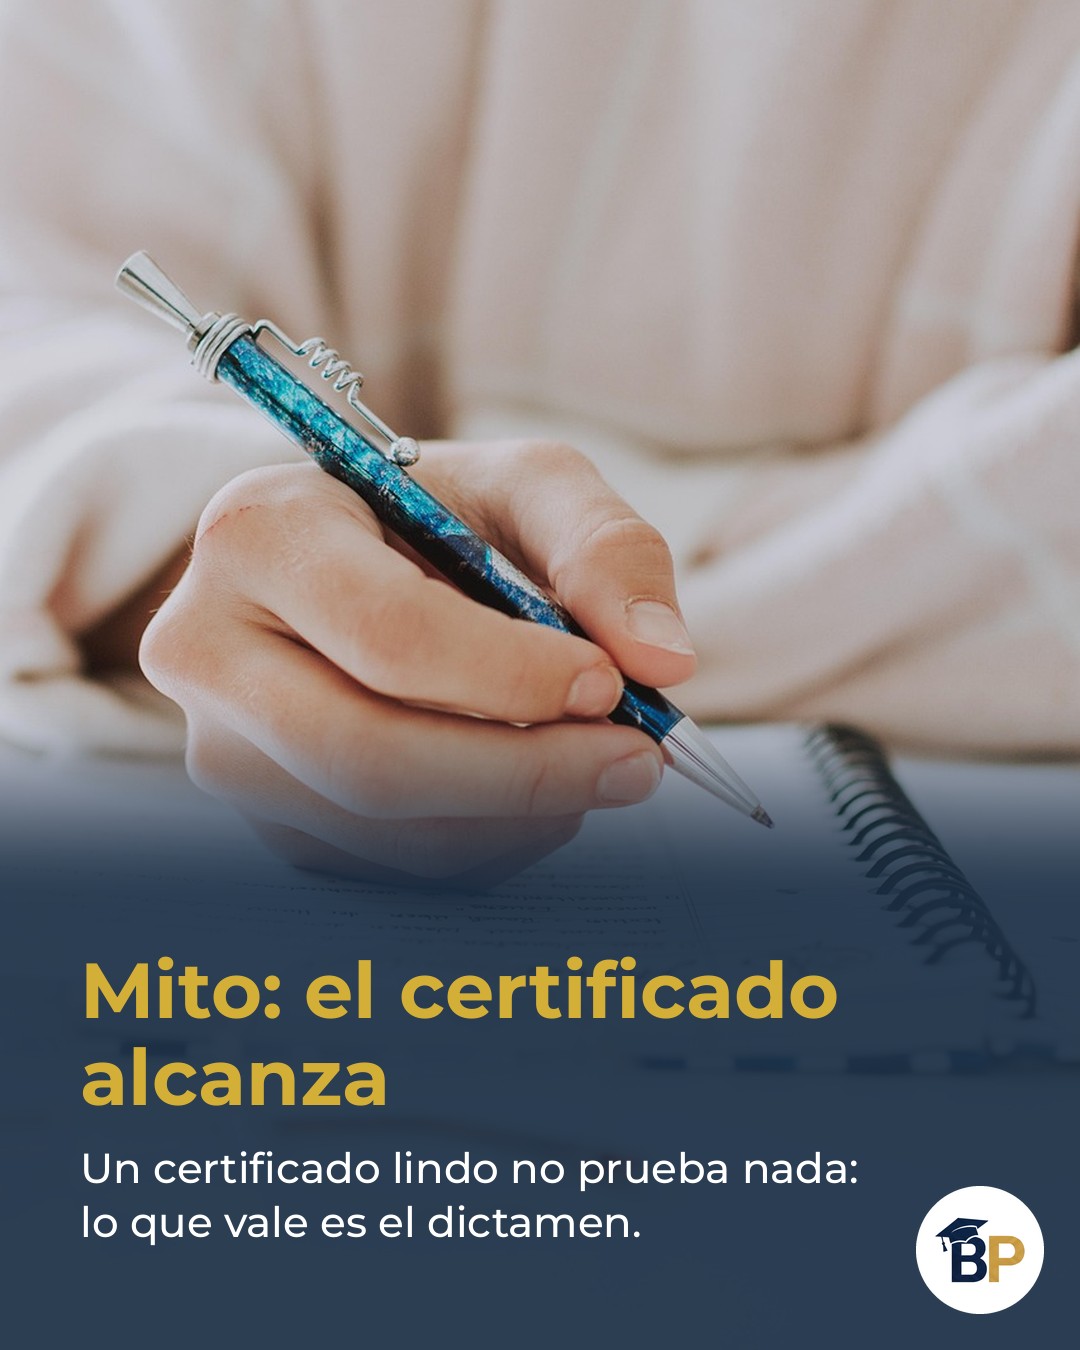 Mito: el certificado
alcanza
Un certificado lindo no prueba nada:
lo que vale es el dictamen.
BP